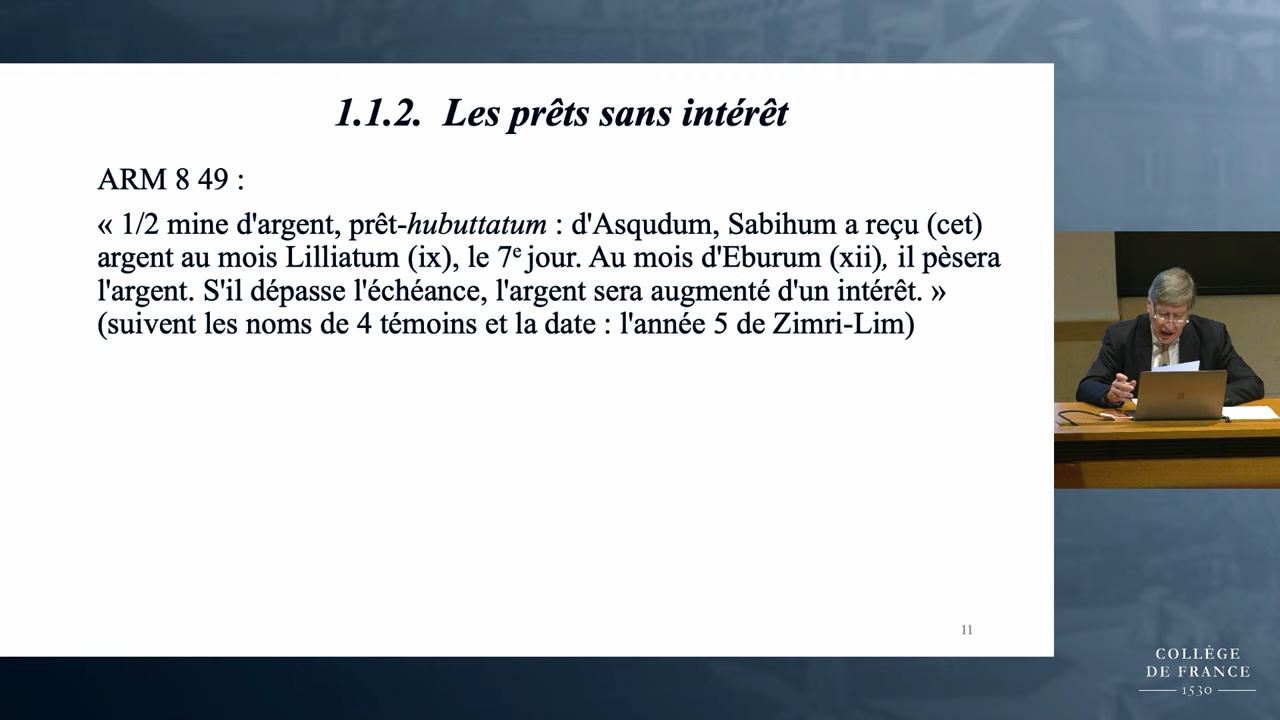 1.1.2. Les prêts sans intérêt
ARM 8 49 :
« 1/2 mine d'argent, prêt-hubuttatum : d'Asqudum, Sabihum a reçu (cet)
argent au mois Lilliatum (ix), le 7e jour. Au mois d'Eburum (xii), il pèsera
l'argent. S'il dépasse l'échéance, l'argent sera augmenté d'un intérêt. »
(suivent les noms de 4 témoins et la date : l'année 5 de Zimri-Lim)
11
COLLÈGE
DE FRANCE
1530